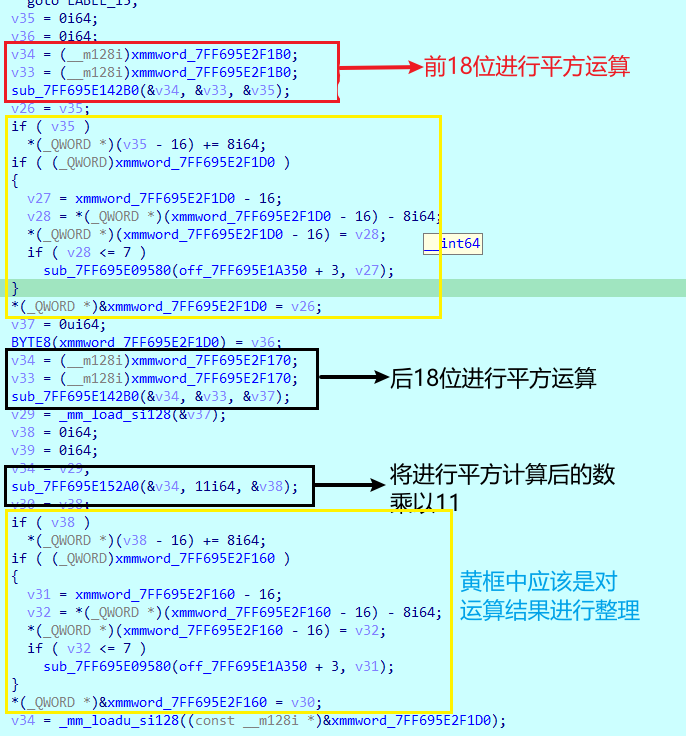 goto LABEL_15;
v35 = 0i64;
v36 = 0i64;
v34 = (__m128i)xmmword_7FF695E2F1B0;
v33 = (__m128i)xmmword_7FF695E2F1B0;
sub_7FF695E142B0(&v34, &v33, &v35);
前18位进行平方运算
v26 = v35;
if ( v35 )
*(_QWORD *)(v35 - 16) += 8i64;
if ( (_QWORD)xmmword_7FF695E2F1D0 )
{
v27 = xmmword_7FF695E2F1D0 - 16;
v28 = *(_QWORD *)(xmmword_7FF695E2F1D0 - 16) - 8i64;
*(_QWORD *)(xmmword_7FF695E2F1D0 - 16) = v28;
if ( v28 <= 7 )
__int64
sub_7FF695E09580(off_7FF695E1A350 + 3, v27);
}
*(_QWORD *)&xmmword_7FF695E2F1D0 = v26;
v37 = 0ui64;
BYTE8(xmmword_7FF695E2F1D0) = v36;
v34 = (__m128i)xmmword_7FF695E2F170;
v33 = (__m128i)xmmword_7FF695E2F170;
sub_7FF695E142B0(&v34, &v33, &v37);
后18位进行平方运算
v29 = _mm_load_si128(&v37);
v38 = 0i64;
v39 = 0i64;
v34 = v29;
sub_7FF695E152A0(&v34, 11i64, &v38);
将进行平方计算后的数
乘以11
v30 = v38;
if ( v38 )
*(_QWORD *)(v38 - 16) += 8i64;
if ( (_QWORD)xmmword_7FF695E2F160 )
{
v31 = xmmword_7FF695E2F160 - 16;
v32 = *(_QWORD *)(xmmword_7FF695E2F160 - 16) - 8i64;
*(_QWORD *)(xmmword_7FF695E2F160 - 16) = v32;
if ( v32 <= 7 )
sub_7FF695E09580(off_7FF695E1A350 + 3, v31);
}
黄框中应该是对
运算结果进行整理
*(_QWORD *)&xmmword_7FF695E2F160 = v30;
v34 = _mm_loadu_si128((const __m128i *)&xmmword_7FF695E2F1D0);